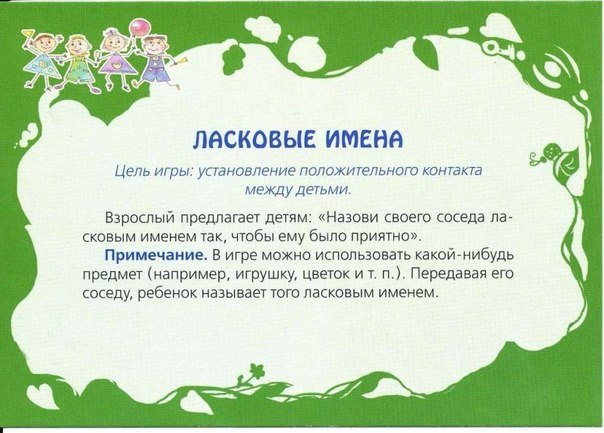 ЛАСКОВЫЕ ИМЕНА
Цель игры: установление положительного контакта
между детьми.
Взрослый предлагает детям: «Назови своего соседа ла-
сковым именем так, чтобы ему было приятно».
Примечание. В игре можно использовать какой-нибудь
предмет (например, игрушку, цветок и т. п.). Передавая его
соседу, ребенок называет того ласковым именем.